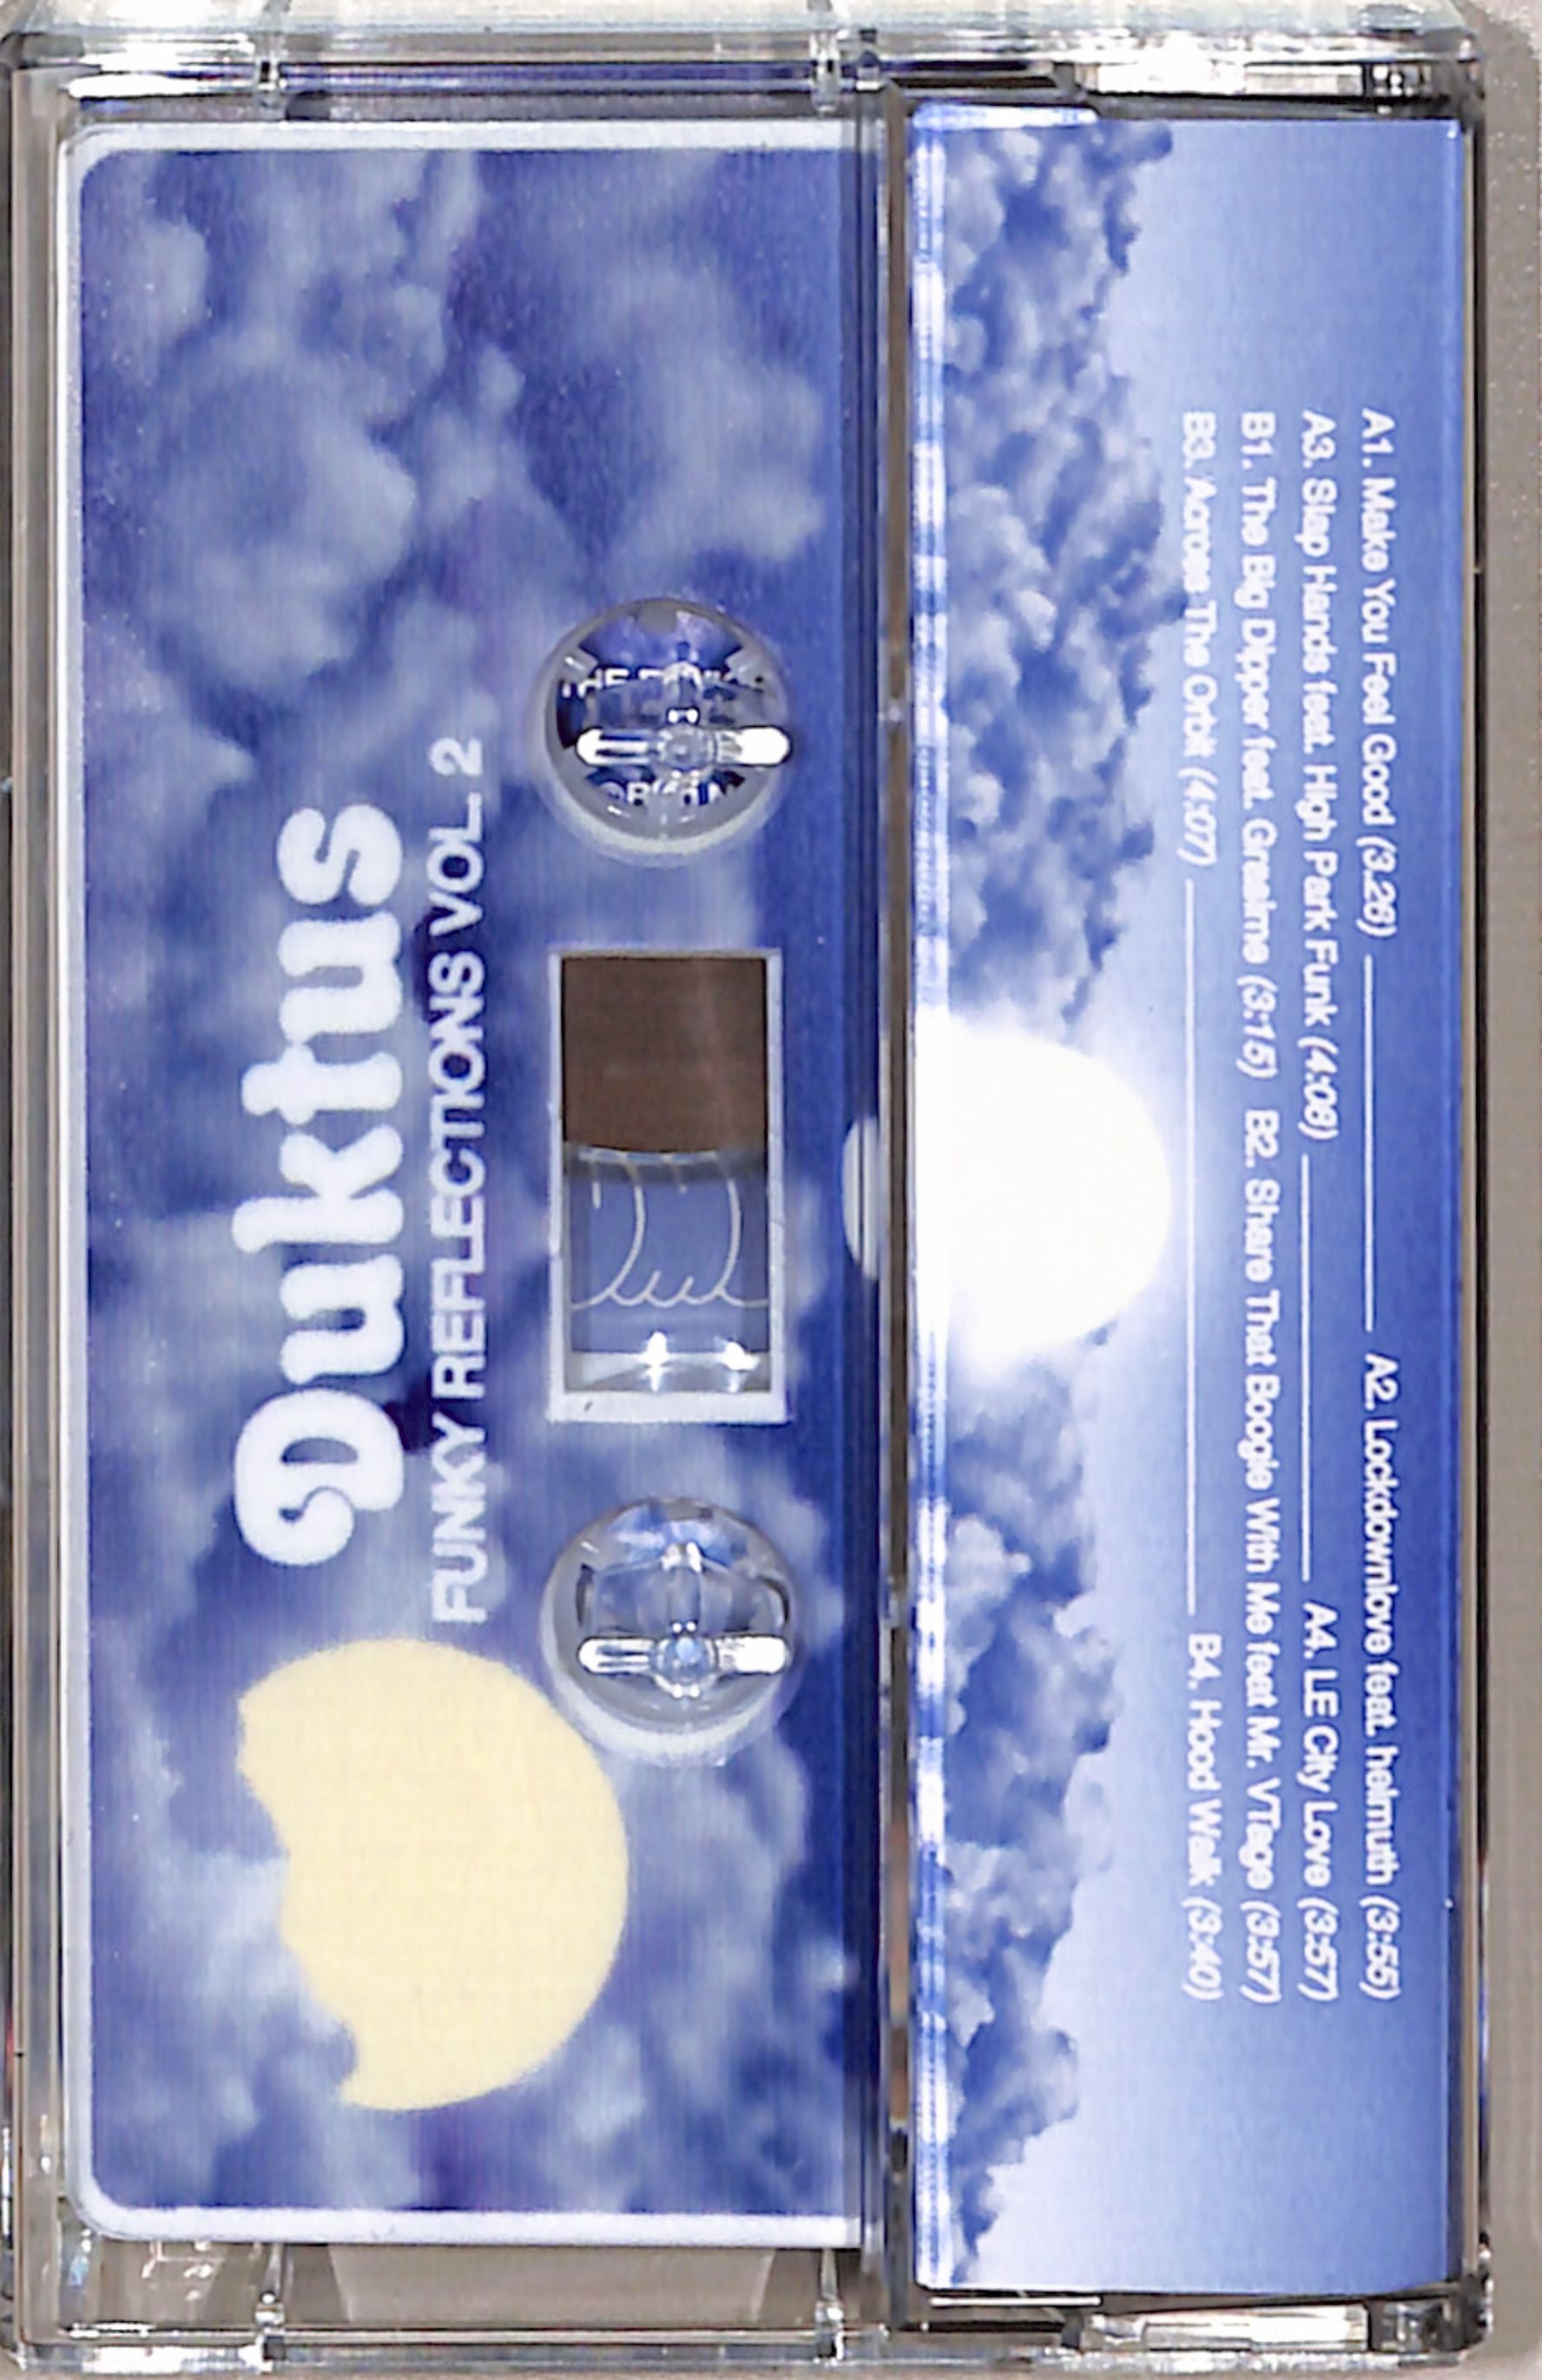 Duktus
FUNKY REFLECTIONS VOL. 2
A1. Make You Feel Good (3.26) A2. Lockdownlove feat. helmuth (3:55)
A3. Slap Hands feat. High Park Funk (4:08) A4. LE City Love (3:57)
B1. The Big Dipper feat. Graeime (3:15) B2. Share That Boogie With Me feat Mr. VTage (3:57)
B3. Across The Orbit (4:07) B4. Hood Walk (3:40)